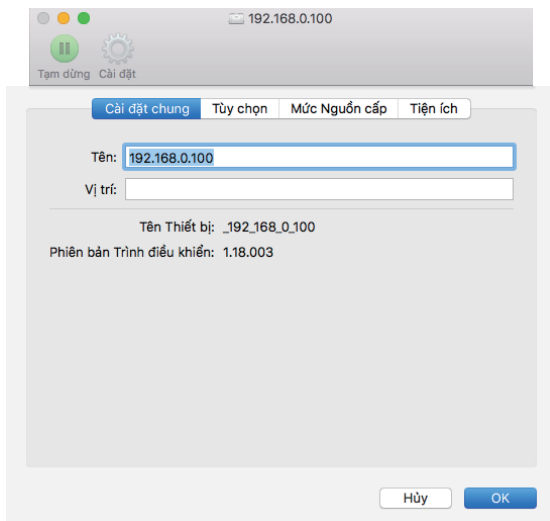 192.168.0.100
Tạm dừng Cài đặt
Cài đặt chung Tùy chọn Mức Nguồn cấp Tiện ích
Tên: 192.168.0.100
Vị trí:
Tên Thiết bị: _192_168_0_100
Phiên bản Trình điều khiển: 1.18.003
Hủy OK